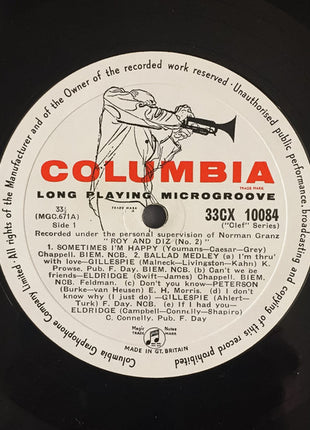 all rights of the Manufacturer and of the Owner of the recorded work reserved · Unauthorised public performance, broadcasting and copying of this record prohibited
COLUMBIA
TRADE MARK
LONG PLAYING MICROGROOVE
33⅓
(MGC.671A)
Side 1
TRADE MARK
33CX 10084
("Clef" Series)
Recorded under the personal supervision of Norman Granz
"ROY AND DIZ (No. 2)"
1. SOMETIMES I'M HAPPY (Youmans—Caesar—Grey)
Chappell. BIEM. NCB. 2. BALLAD MEDLEY (a) I'm thru'
with love—GILLESPIE (Malneck—Livingston—Kahn) K.
Prowse. Pub. F. Day. BIEM. NCB. (b) Can't we be
friends—ELDRIDGE (Swift—James) Chappell. BIEM.
NCB. Feldman. (c) Don't you know—PETERSON
(Burke—van Heusen) E. H. Morris. (d) I don't
know why (I just do) —GILLESPIE (Ahlert—
Turk) F. Day. NCB. (e) If I had you—
ELDRIDGE (Campbell—Connelly—Shapiro)
C. Connelly. Pub. F. Day
Magic Notes
TRADE MARK
MADE IN GT. BRITAIN
Columbia Graphophone Company Limited.